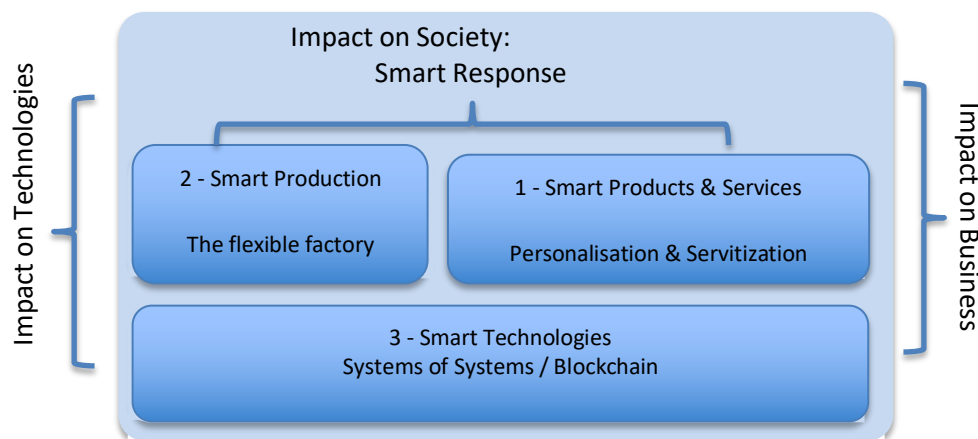 Impact on Society:
Smart Response
Impact on Technologies
2 - Smart Production
The flexible factory
1 - Smart Products & Services
Personalisation & Servitization
Impact on Business
3 - Smart Technologies
Systems of Systems / Blockchain